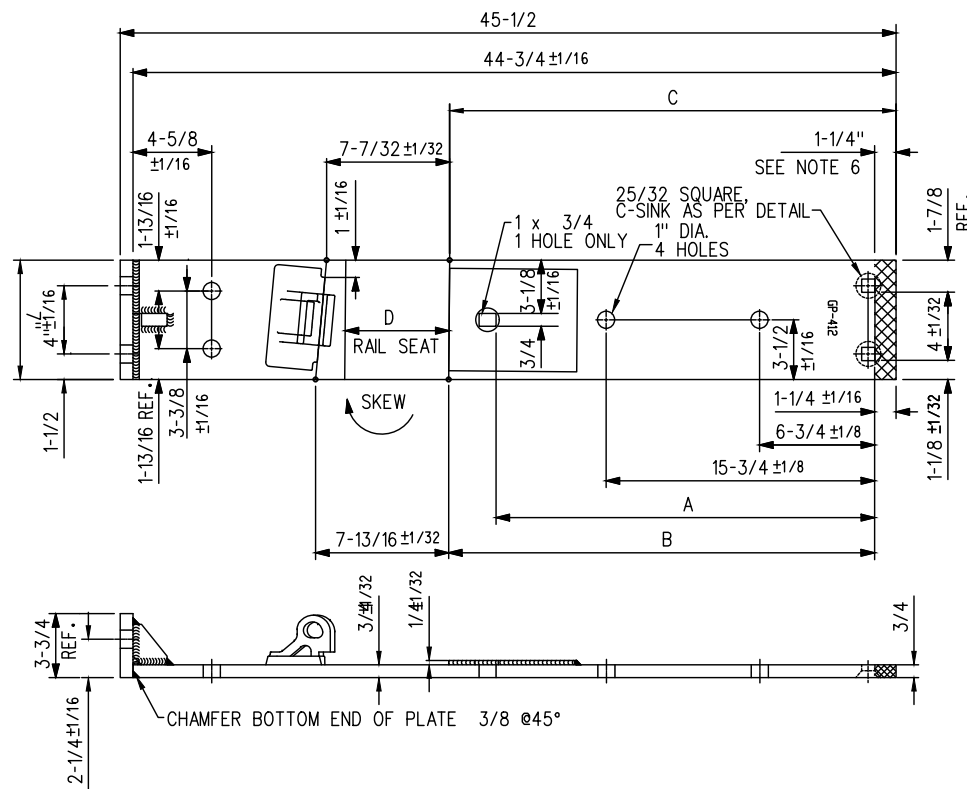 45-1/2
44-3/4 ±1/16
C
4-5/8
±1/16
7-7/32 ±1/32
1-1/4"
SEE NOTE 6
1-13/16
±1/16
1 ±1/16
1 x 3/4
1 HOLE ONLY
25/32 SQUARE,
C-SINK AS PER DETAIL
1" DIA.
4 HOLES
1-7/8
REF.
4"
±1/16
3-1/8
±1/16
D
RAIL SEAT
3/4
GP-412
3-1/2
±1/16
4 ±1/32
1-1/2
1-13/16 REF.
3-3/8
±1/16
SKEW
1-1/4 ±1/16
6-3/4 ±1/8
1-1/8 ±1/32
15-3/4 ±1/8
A
7-13/16 ±1/32
B
3-3/4
REF.
3/4
1/4 ±1/32
3/4
CHAMFER BOTTOM END OF PLATE 3/8 @45°
2-1/4 ±1/16